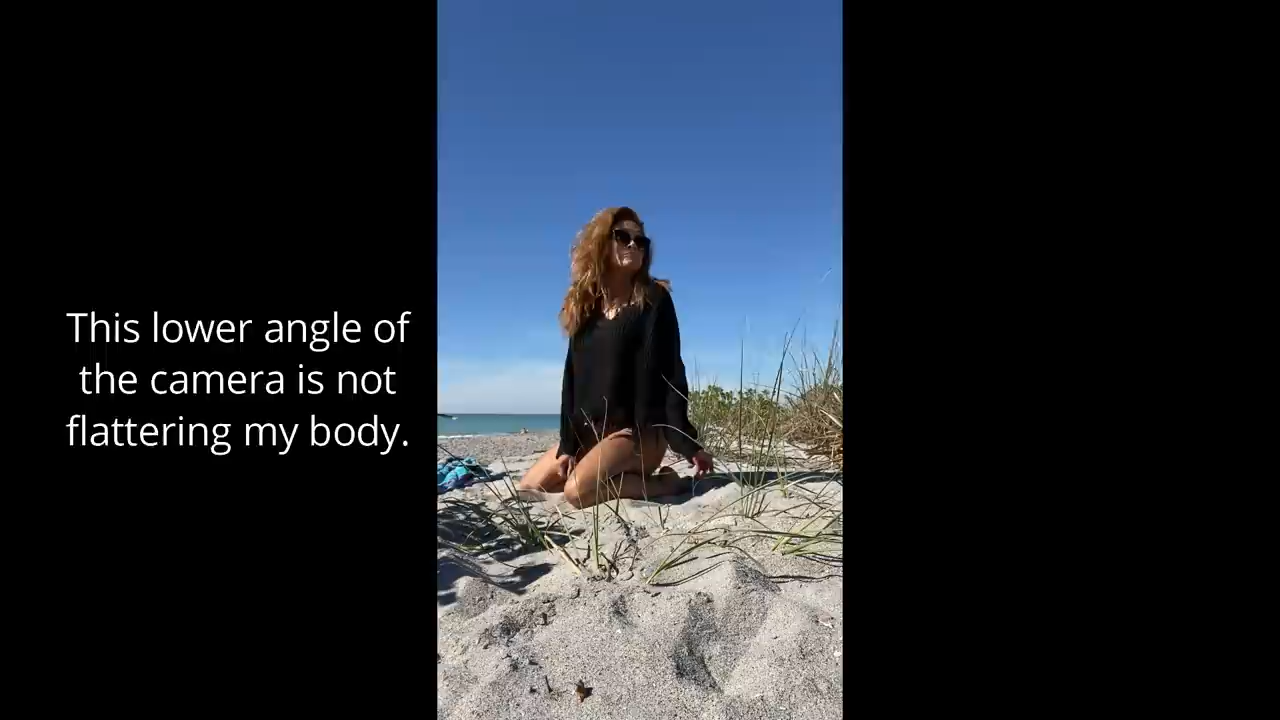 This lower angle of
the camera is not
flattering my body.